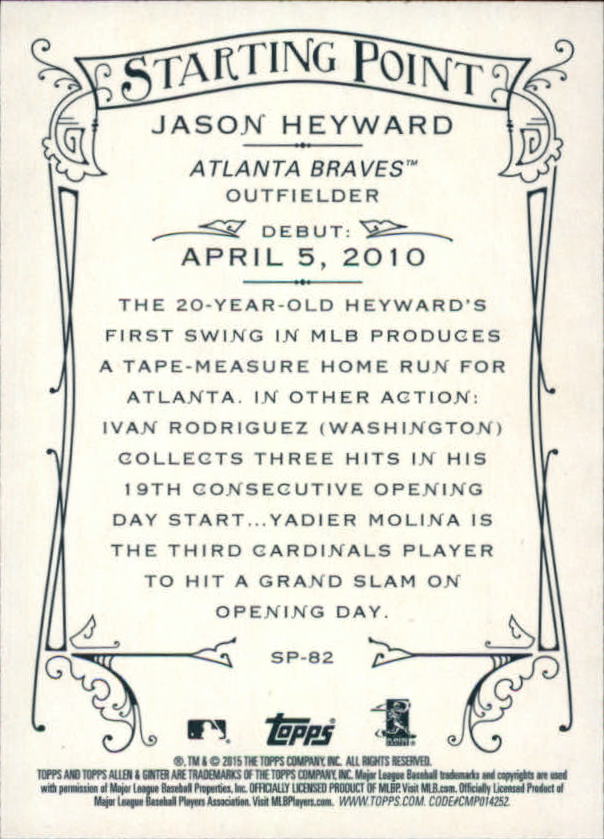 STARTING POINT
JASON HEYWARD
ATLANTA BRAVES™
OUTFIELDER
DEBUT:
APRIL 5, 2010
THE 20-YEAR-OLD HEYWARD'S
FIRST SWING IN MLB PRODUCES
A TAPE-MEASURE HOME RUN FOR
ATLANTA. IN OTHER ACTION:
IVAN RODRIGUEZ (WASHINGTON)
COLLECTS THREE HITS IN HIS
19TH CONSECUTIVE OPENING
DAY START...YADIER MOLINA IS
THE THIRD CARDINALS PLAYER
TO HIT A GRAND SLAM ON
OPENING DAY.
SP-82
topps®
®, TM & © 2015 THE TOPPS COMPANY, INC. ALL RIGHTS RESERVED.
TOPPS AND TOPPS ALLEN & GINTER ARE TRADEMARKS OF THE TOPPS COMPANY, INC. Major League Baseball trademarks and copyrights are used
with permission of Major League Baseball Properties, Inc. OFFICIALLY LICENSED PRODUCT OF MLBP. Visit MLB.com. Officially Licensed Product of
Major League Baseball Players Association. Visit MLBPlayers.com. WWW.TOPPS.COM. CODE#CMP014252.